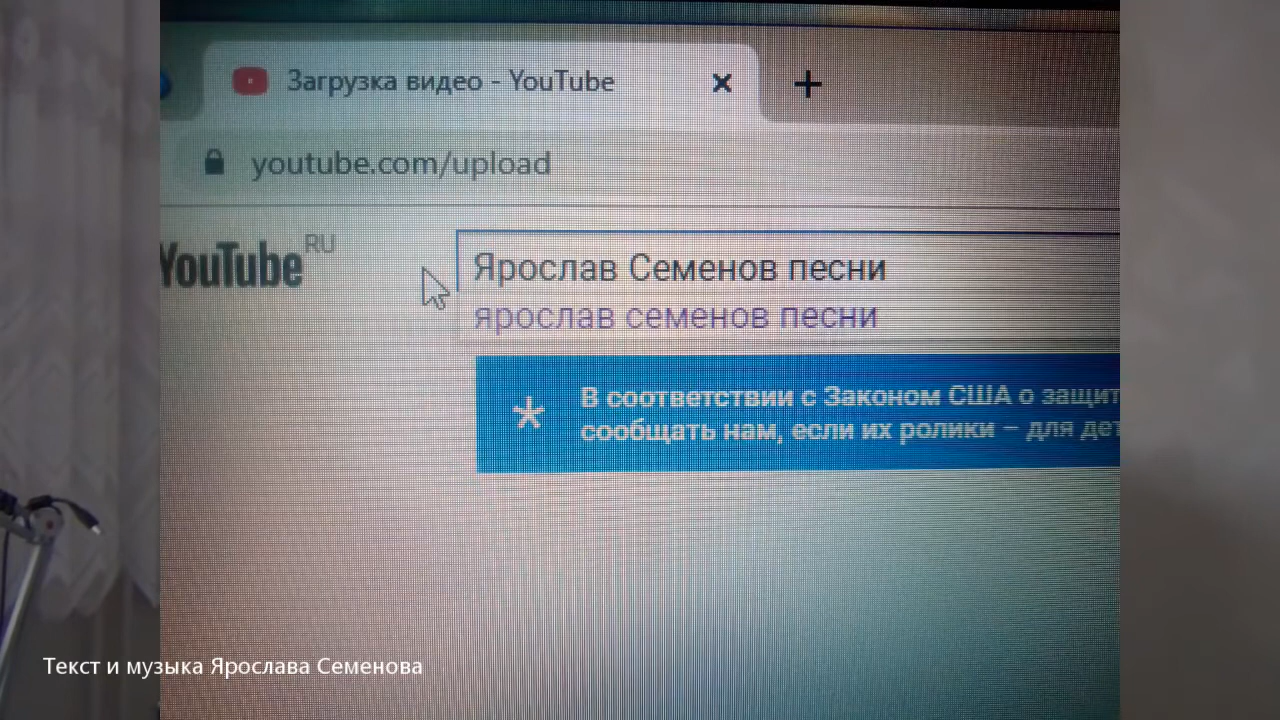 Загрузка видео - YouTube
youtube.com/upload
YouTube RU
Ярослав Семенов песни
ярослав семенов песни
В соответствии с Законом США о защит
сообщать нам, если их ролики – для дет
Текст и музыка Ярослава Семенова